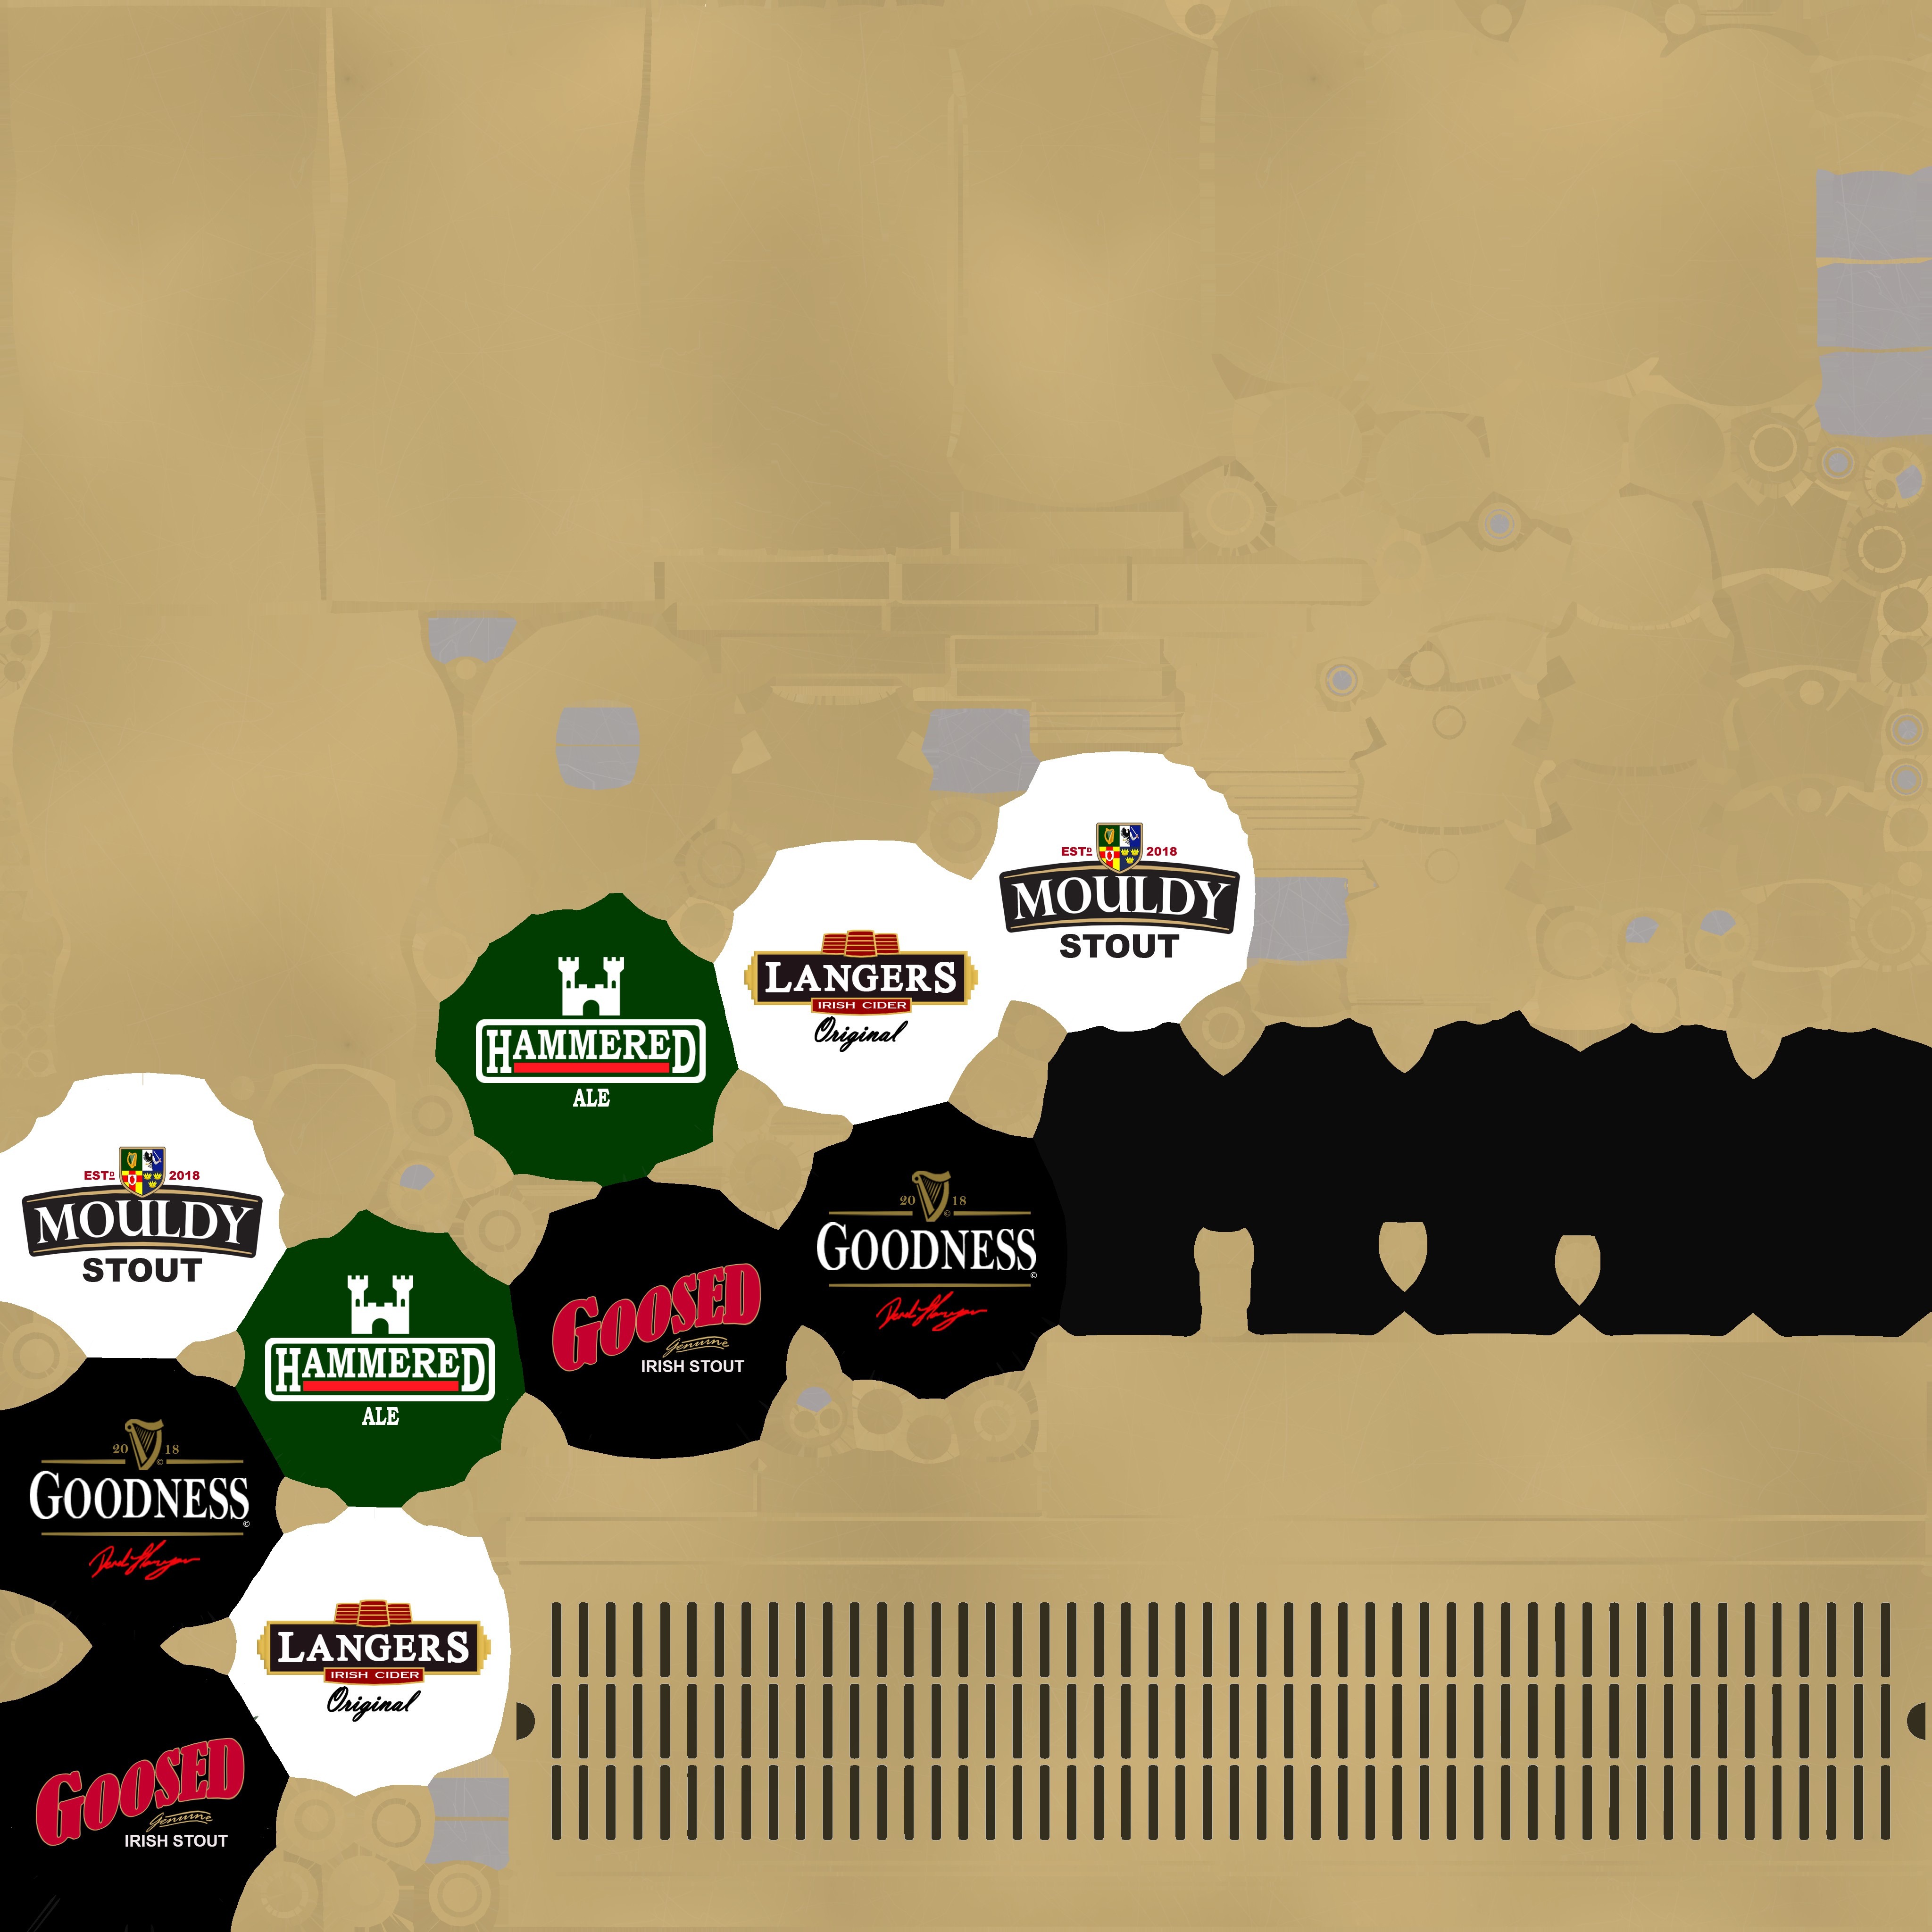 ESTD 2018
MOULDY
STOUT
LANGERS
IRISH CIDER
Original
HAMMERED
ALE
20 18
GOODNESS
©
ESTD 2018
MOULDY
STOUT
GOOSED
Genuine
IRISH STOUT
HAMMERED
ALE
20 18
GOODNESS
©
LANGERS
IRISH CIDER
Original
GOOSED
Genuine
IRISH STOUT